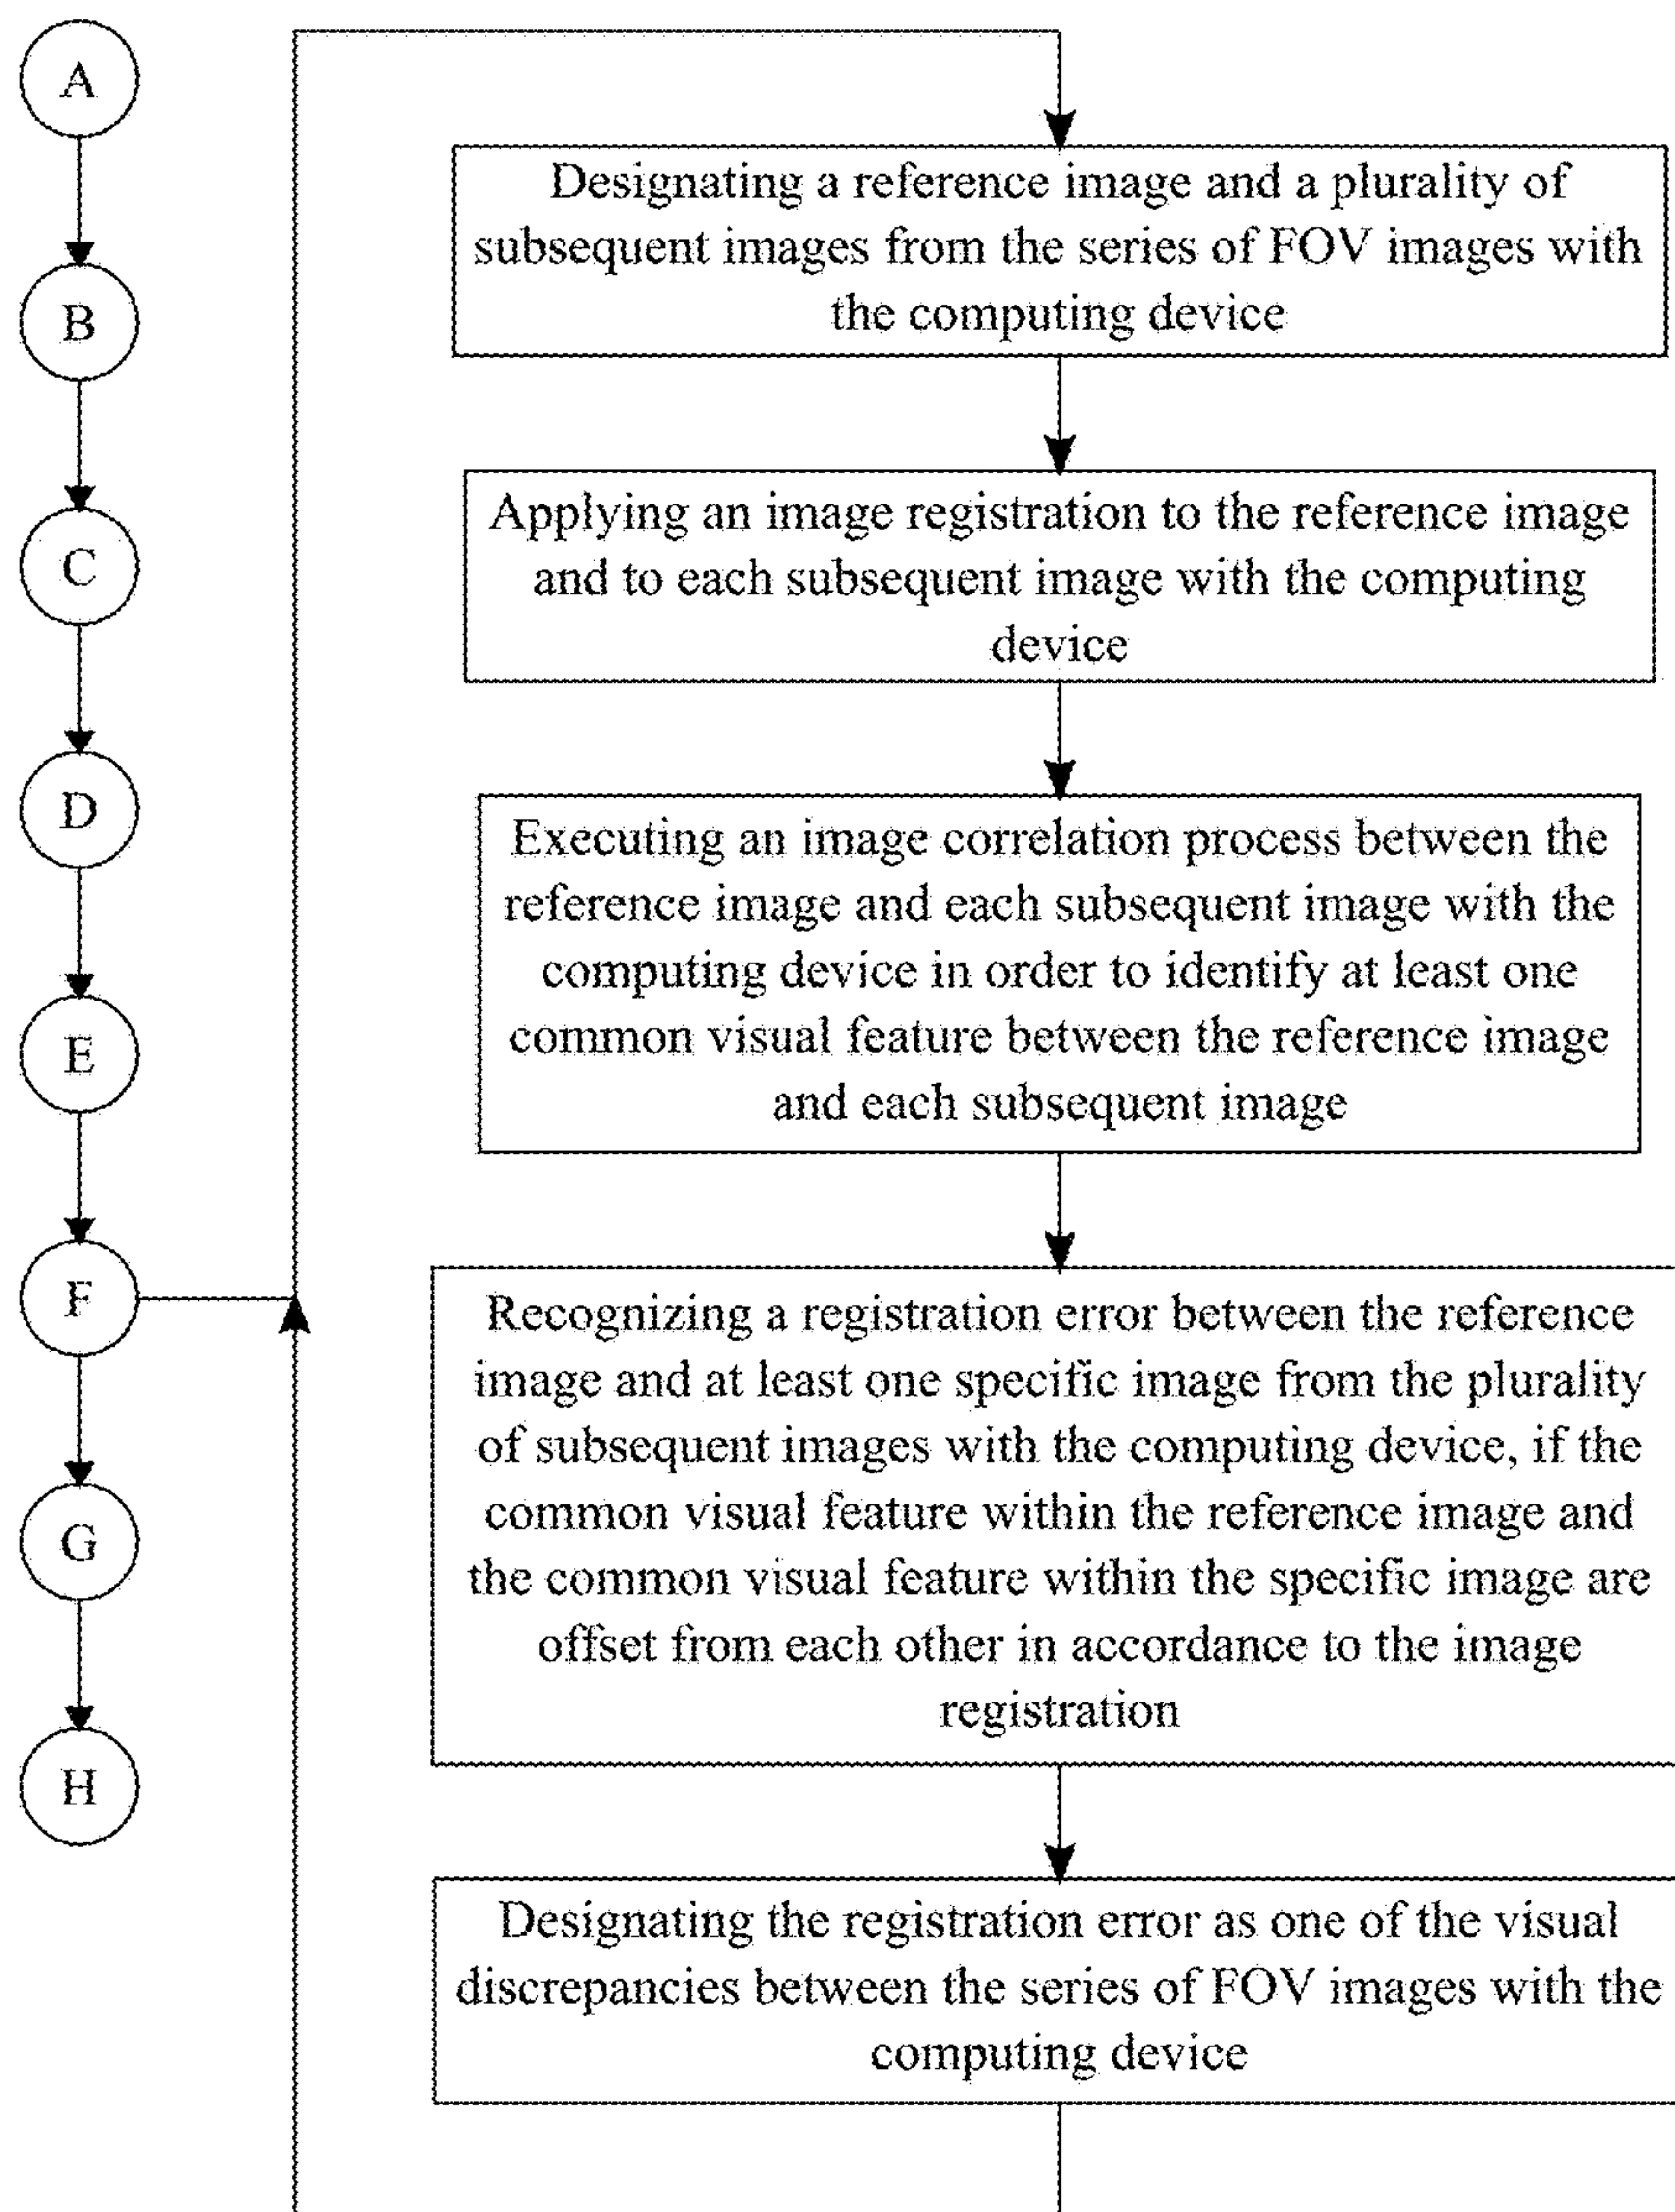 A
B
C
D
E
F
G
H
Designating a reference image and a plurality of
subsequent images from the series of FOV images with
the computing device
Applying an image registration to the reference image
and to each subsequent image with the computing
device
Executing an image correlation process between the
reference image and each subsequent image with the
computing device in order to identify at least one
common visual feature between the reference image
and each subsequent image
Recognizing a registration error between the reference
image and at least one specific image from the plurality
of subsequent images with the computing device, if the
common visual feature within the reference image and
the common visual feature within the specific image are
offset from each other in accordance to the image
registration
Designating the registration error as one of the visual
discrepancies between the series of FOV images with the
computing device